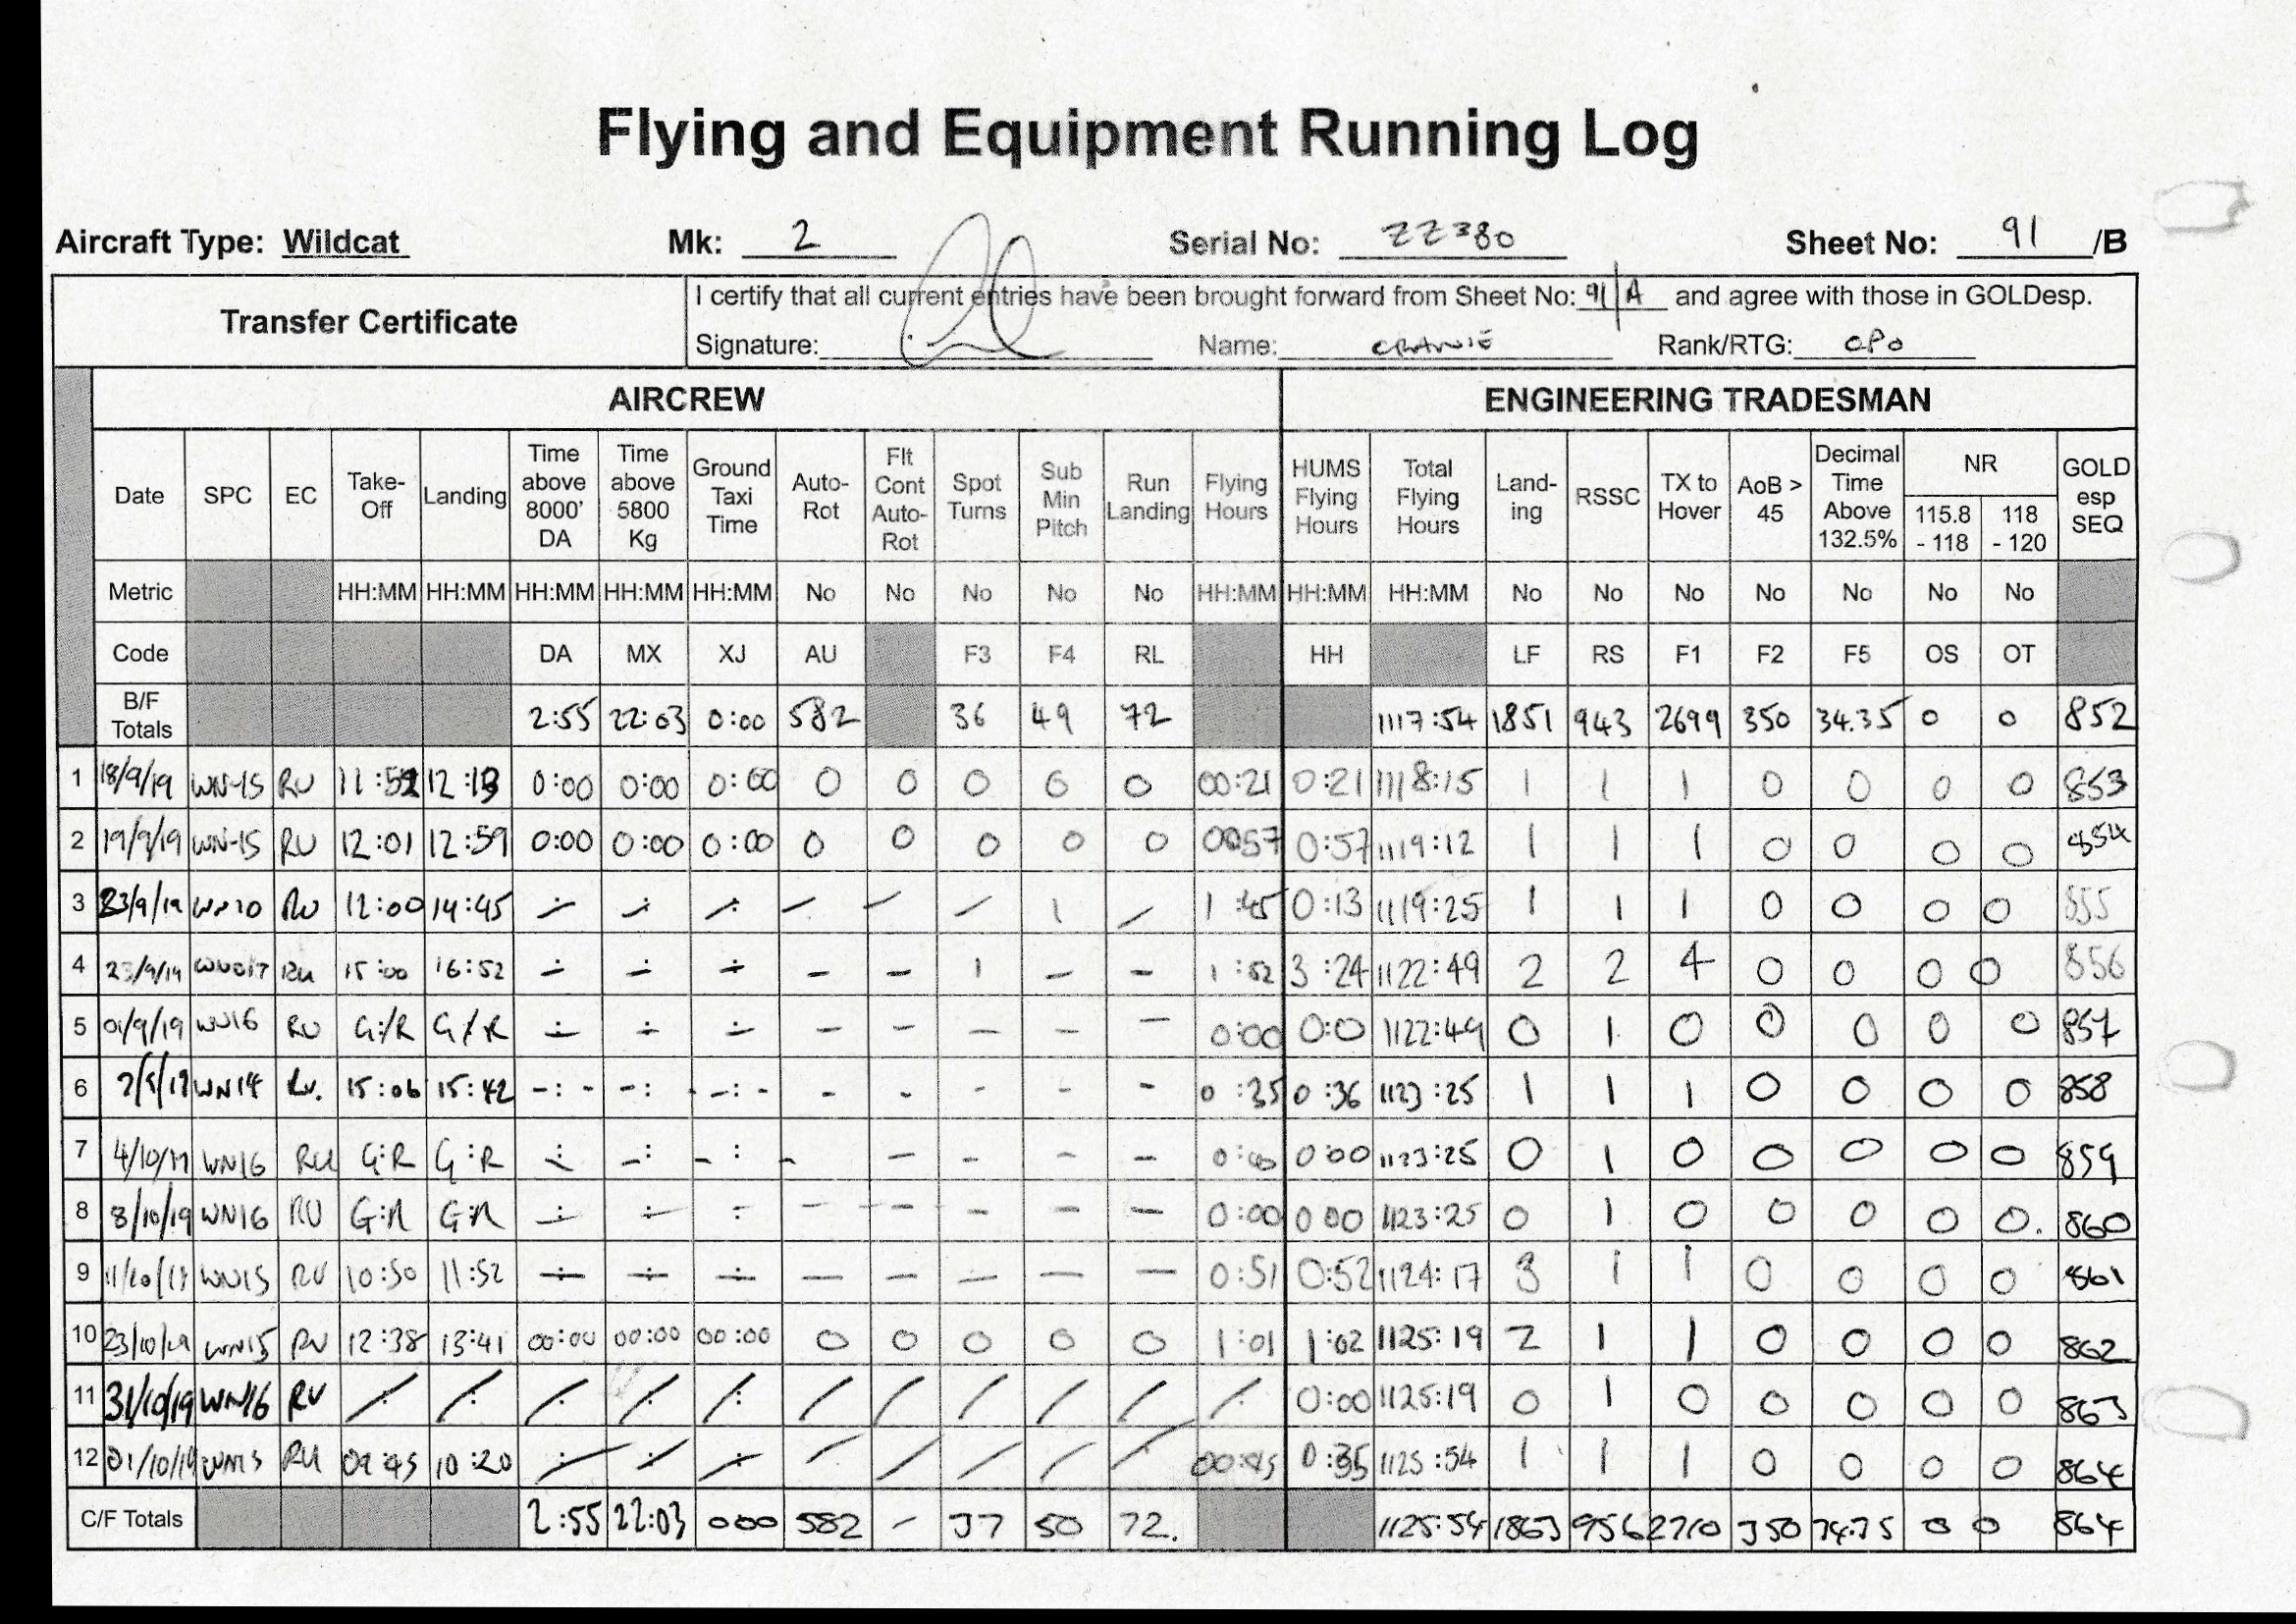 Flying and Equipment Running Log
Aircraft Type: Wildcat Mk: 2 Serial No: ZZ380 Sheet No: 91 /B
Transfer Certificate
I certify that all current entries have been brought forward from Sheet No: 91/A and agree with those in GOLDesp.
Signature: Name: Rank/RTG: CPO
AIRCREW ENGINEERING TRADESMAN
Date SPC EC Take-Off Landing Time above 8000' DA Time above 5800 Kg Ground Taxi Time Auto-Rot Flt Cont Auto-Rot Spot Turns Sub Min Pitch Run Landing Flying Hours HUMS Flying Hours Total Flying Hours Land-ing RSSC TX to Hover AoB > 45 Decimal Time Above 132.5% NR 115.8 - 118 118 - 120 GOLD esp SEQ
Metric HH:MM HH:MM HH:MM HH:MM HH:MM No No No No No HH:MM HH:MM HH:MM No No No No No No No
Code DA MX XJ AU F3 F4 RL HH LF RS F1 F2 F5 OS OT
B/F Totals 2:55 22:03 0:00 582 36 49 72 1117:54 1851 943 2699 350 34.35 0 0 852
1 18/9/19 WN-15 RU 11:52 12:13 0:00 0:00 0:00 0 0 0 0 0 00:21 0:21 1118:15 1 1 1 0 0 0 0 853
2 19/9/19 WN-15 RU 12:01 12:59 0:00 0:00 0:00 0 0 0 0 0 0057 0:57 1119:12 1 1 1 0 0 0 0 854
3 23/9/19 RU 12:00 14:45 - - - - - - 1 - 1:45 0:13 1119:25 1 1 1 0 0 0 0 855
4 23/9/19 RU 15:00 16:52 - - - - - 1 - - 1:52 3:24 1122:49 2 2 4 0 0 0 0 856
5 01/9/19 WN16 RU G:/R G:/R - - - - - - - - 0:00 0:0 1122:49 0 1 0 0 0 0 0 857
6 WN14 RU. 15:06 15:42 -:- -:- -:- - - - - - 0:35 0:36 1123:25 1 1 1 0 0 0 0 858
7 4/10/19 WN16 RU G:R G:R - -: -: - - - - - 0:00 0:00 1123:25 0 1 0 0 0 0 0 859
8 8/10/19 WN16 RU G:R G:R - - : - - - - - 0:00 0 00 1123:25 0 1 0 0 0 0 0. 860
9 11/10/19 WN15 RU 10:50 11:52 - - - - - - - - 0:51 0:52 1124:17 3 1 1 0 0 0 0 861
10 23/10/19 WN15 RU 12:38 13:41 00:00 00:00 00:00 0 0 0 0 0 1:01 1:02 1125:19 2 1 1 0 0 0 0 862
11 31/10/19 WN16 RU / / / / / / / / / / / 0:00 1125:19 0 1 0 0 0 0 0 863
12 01/10/19 RU 09:45 10:20 / / / / / / / / 0:35 1125:54 1 1 1 0 0 0 0 864
C/F Totals 2:55 22:03 000 582 - 37 50 72. 1125:54 1863 956 2710 350 0 0 864